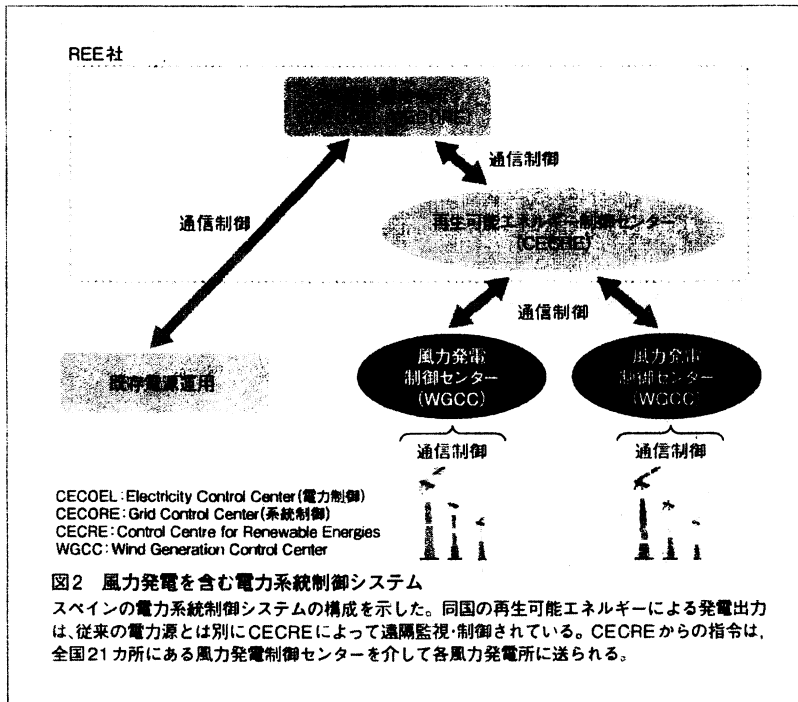 REE社
通信制御
通信制御
再生可能エネルギー制御センター
(CECRE)
通信制御
既存電源運用
風力発電
制御センター
(WGCC)
風力発電
制御センター
(WGCC)
通信制御
通信制御
CECOEL:Electricity Control Center(電力制御)
CECORE:Grid Control Center(系統制御)
CECRE:Control Centre for Renewable Energies
WGCC:Wind Generation Control Center
図2 風力発電を含む電力系統制御システム
スペインの電力系統制御システムの構成を示した。同国の再生可能エネルギーによる発電出力
は、従来の電力源とは別にCECREによって遠隔監視・制御されている。CECREからの指令は、
全国21カ所にある風力発電制御センターを介して各風力発電所に送られる。